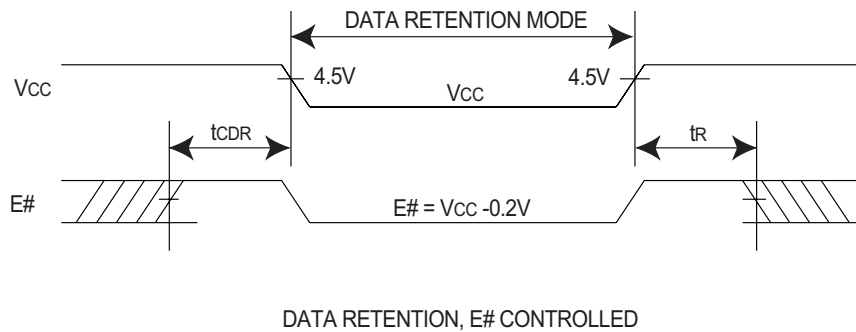 DATA RETENTION MODE
4.5V
4.5V
VCC
VCC
tCDR
tR
E#
E# = VCC -0.2V
DATA RETENTION, E# CONTROLLED